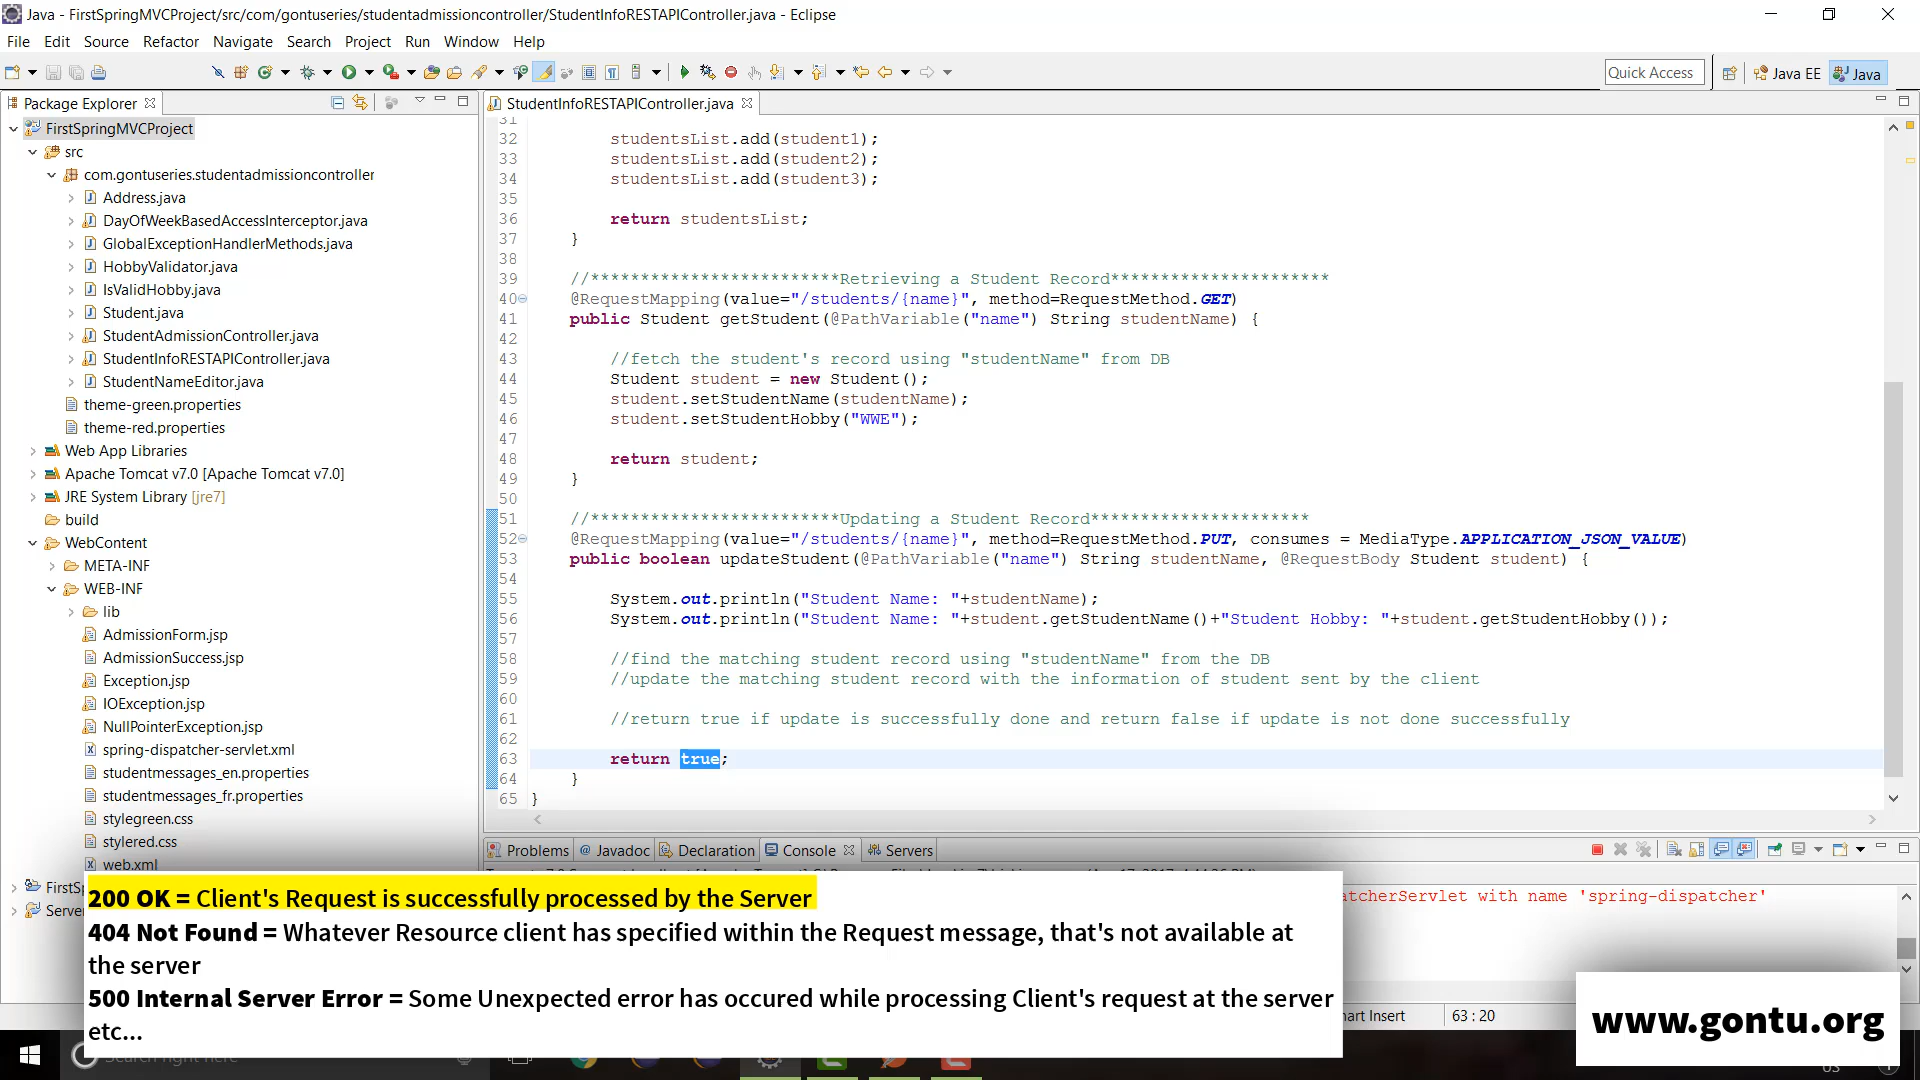 Java - FirstSpringMVCProject/src/com/gontuseries/studentadmissioncontroller/StudentInfoRESTAPIController.java - Eclipse
File Edit Source Refactor Navigate Search Project Run Window Help
Quick Access Java EE Java
Package Explorer
FirstSpringMVCProject
src
com.gontuseries.studentadmissioncontroller
Address.java
DayOfWeekBasedAccessInterceptor.java
GlobalExceptionHandlerMethods.java
HobbyValidator.java
IsValidHobby.java
Student.java
StudentAdmissionController.java
StudentInfoRESTAPIController.java
StudentNameEditor.java
theme-green.properties
theme-red.properties
Web App Libraries
Apache Tomcat v7.0 [Apache Tomcat v7.0]
JRE System Library [jre7]
build
WebContent
META-INF
WEB-INF
lib
AdmissionForm.jsp
AdmissionSuccess.jsp
Exception.jsp
IOException.jsp
NullPointerException.jsp
spring-dispatcher-servlet.xml
studentmessages_en.properties
studentmessages_fr.properties
stylegreen.css
stylered.css
web.xml
StudentInfoRESTAPIController.java
31
32 studentsList.add(student1);
33 studentsList.add(student2);
34 studentsList.add(student3);
35
36 return studentsList;
37 }
38
39 //*************************Retrieving a Student Record**********************
40 @RequestMapping(value="/students/{name}", method=RequestMethod.GET)
41 public Student getStudent(@PathVariable("name") String studentName) {
42
43 //fetch the student's record using "studentName" from DB
44 Student student = new Student();
45 student.setStudentName(studentName);
46 student.setStudentHobby("WWE");
47
48 return student;
49 }
50
51 //*************************Updating a Student Record**********************
52 @RequestMapping(value="/students/{name}", method=RequestMethod.PUT, consumes = MediaType.APPLICATION_JSON_VALUE)
53 public boolean updateStudent(@PathVariable("name") String studentName, @RequestBody Student student) {
54
55 System.out.println("Student Name: "+studentName);
56 System.out.println("Student Name: "+student.getStudentName()+"Student Hobby: "+student.getStudentHobby());
57
58 //find the matching student record using "studentName" from the DB
59 //update the matching student record with the information of student sent by the client
60
61 //return true if update is successfully done and return false if update is not done successfully
62
63 return true;
64 }
65 }
Problems Javadoc Declaration Console Servers
atcherServlet with name 'spring-dispatcher'
200 OK = Client's Request is successfully processed by the Server
404 Not Found = Whatever Resource client has specified within the Request message, that's not available at
the server
500 Internal Server Error = Some Unexpected error has occured while processing Client's request at the server
etc...
Insert 63 : 20
www.gontu.org